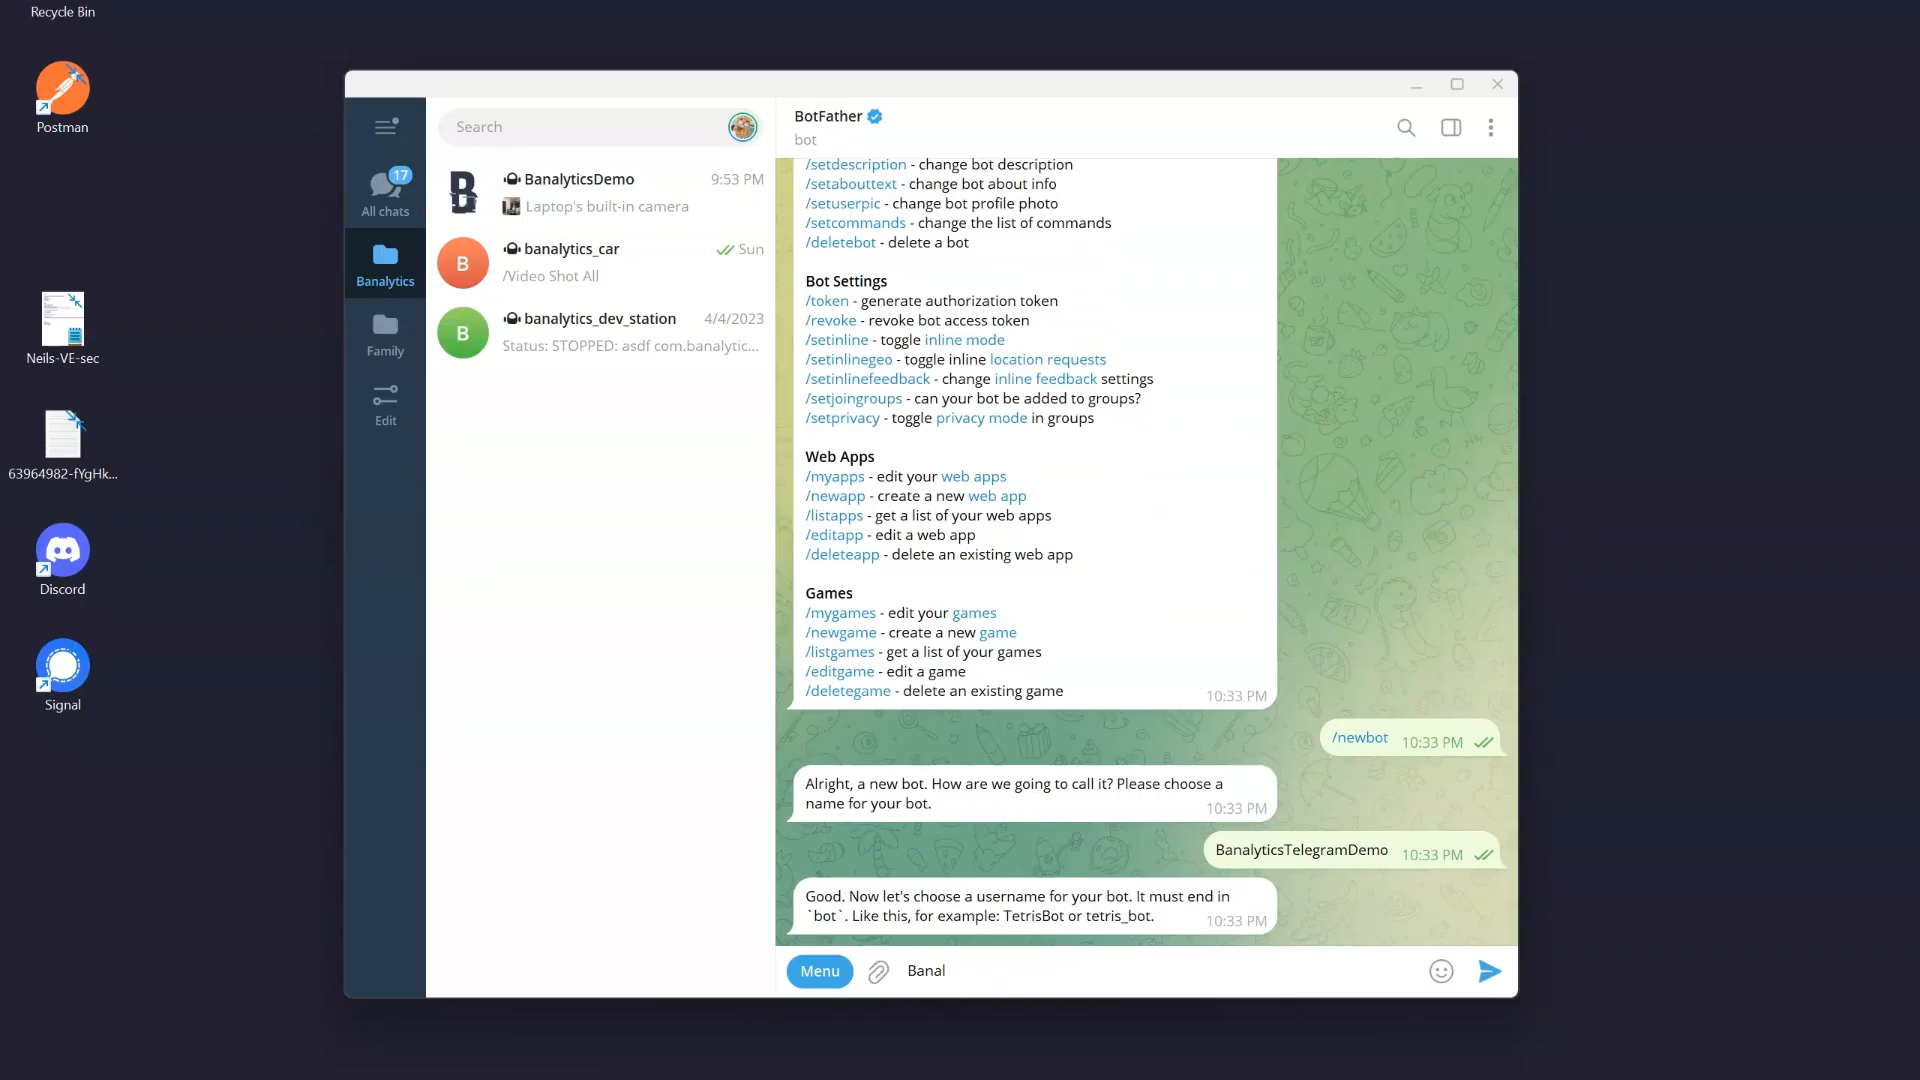 Recycle Bin
Postman
Neils-VE-sec
63964982-fYgHk...
Discord
Signal
17
All chats
Banalytics
Family
Edit
Search
BanalyticsDemo 9:53 PM
Laptop's built-in camera
B
banalytics_car Sun
/Video Shot All
B
banalytics_dev_station 4/4/2023
Status: STOPPED: asdf com.banalytic...
BotFather
bot
/setdescription - change bot description
/setabouttext - change bot about info
/setuserpic - change bot profile photo
/setcommands - change the list of commands
/deletebot - delete a bot
Bot Settings
/token - generate authorization token
/revoke - revoke bot access token
/setinline - toggle inline mode
/setinlinegeo - toggle inline location requests
/setinlinefeedback - change inline feedback settings
/setjoingroups - can your bot be added to groups?
/setprivacy - toggle privacy mode in groups
Web Apps
/myapps - edit your web apps
/newapp - create a new web app
/listapps - get a list of your web apps
/editapp - edit a web app
/deleteapp - delete an existing web app
Games
/mygames - edit your games
/newgame - create a new game
/listgames - get a list of your games
/editgame - edit a game
/deletegame - delete an existing game
10:33 PM
/newbot 10:33 PM
Alright, a new bot. How are we going to call it? Please choose a
name for your bot.
10:33 PM
BanalyticsTelegramDemo 10:33 PM
Good. Now let's choose a username for your bot. It must end in
`bot`. Like this, for example: TetrisBot or tetris_bot.
10:33 PM
Menu
Banal